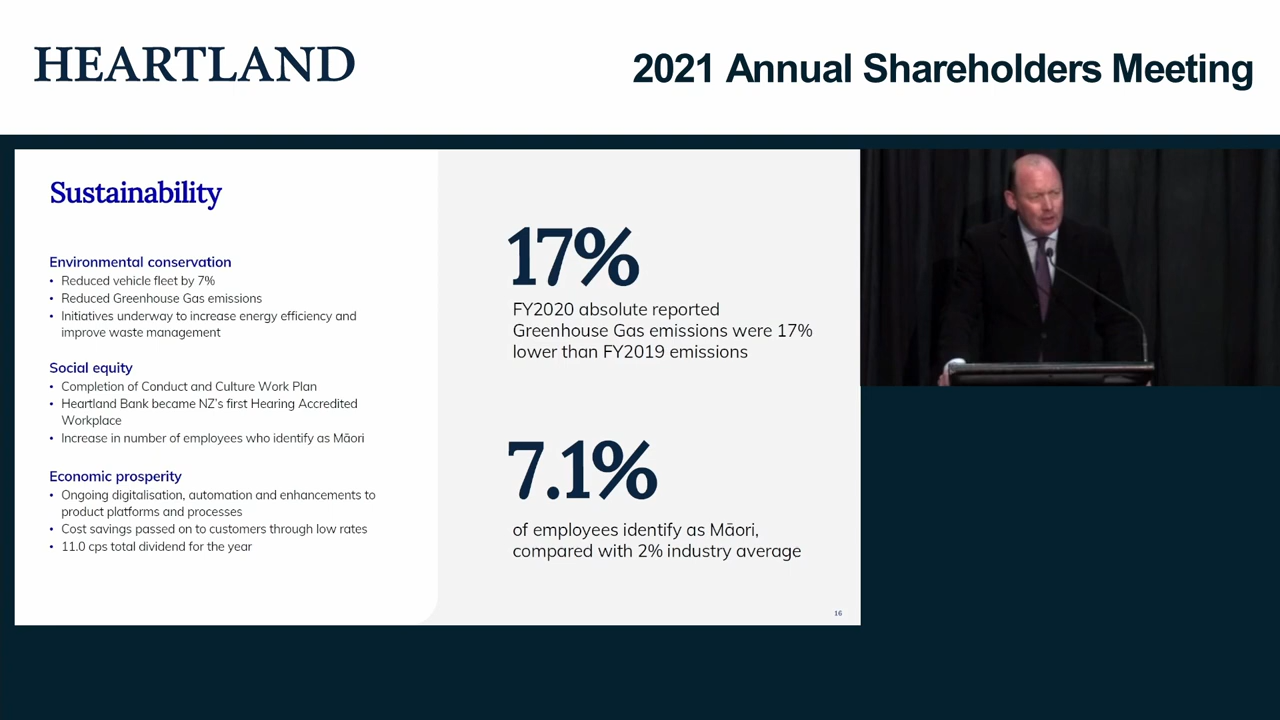 HEARTLAND
2021 Annual Shareholders Meeting
Sustainability
Environmental conservation
• Reduced vehicle fleet by 7%
• Reduced Greenhouse Gas emissions
• Initiatives underway to increase energy efficiency and
improve waste management
Social equity
• Completion of Conduct and Culture Work Plan
• Heartland Bank became NZ's first Hearing Accredited
Workplace
• Increase in number of employees who identify as Māori
Economic prosperity
• Ongoing digitalisation, automation and enhancements to
product platforms and processes
• Cost savings passed on to customers through low rates
• 11.0 cps total dividend for the year
17%
FY2020 absolute reported
Greenhouse Gas emissions were 17%
lower than FY2019 emissions
7.1%
of employees identify as Māori,
compared with 2% industry average
16